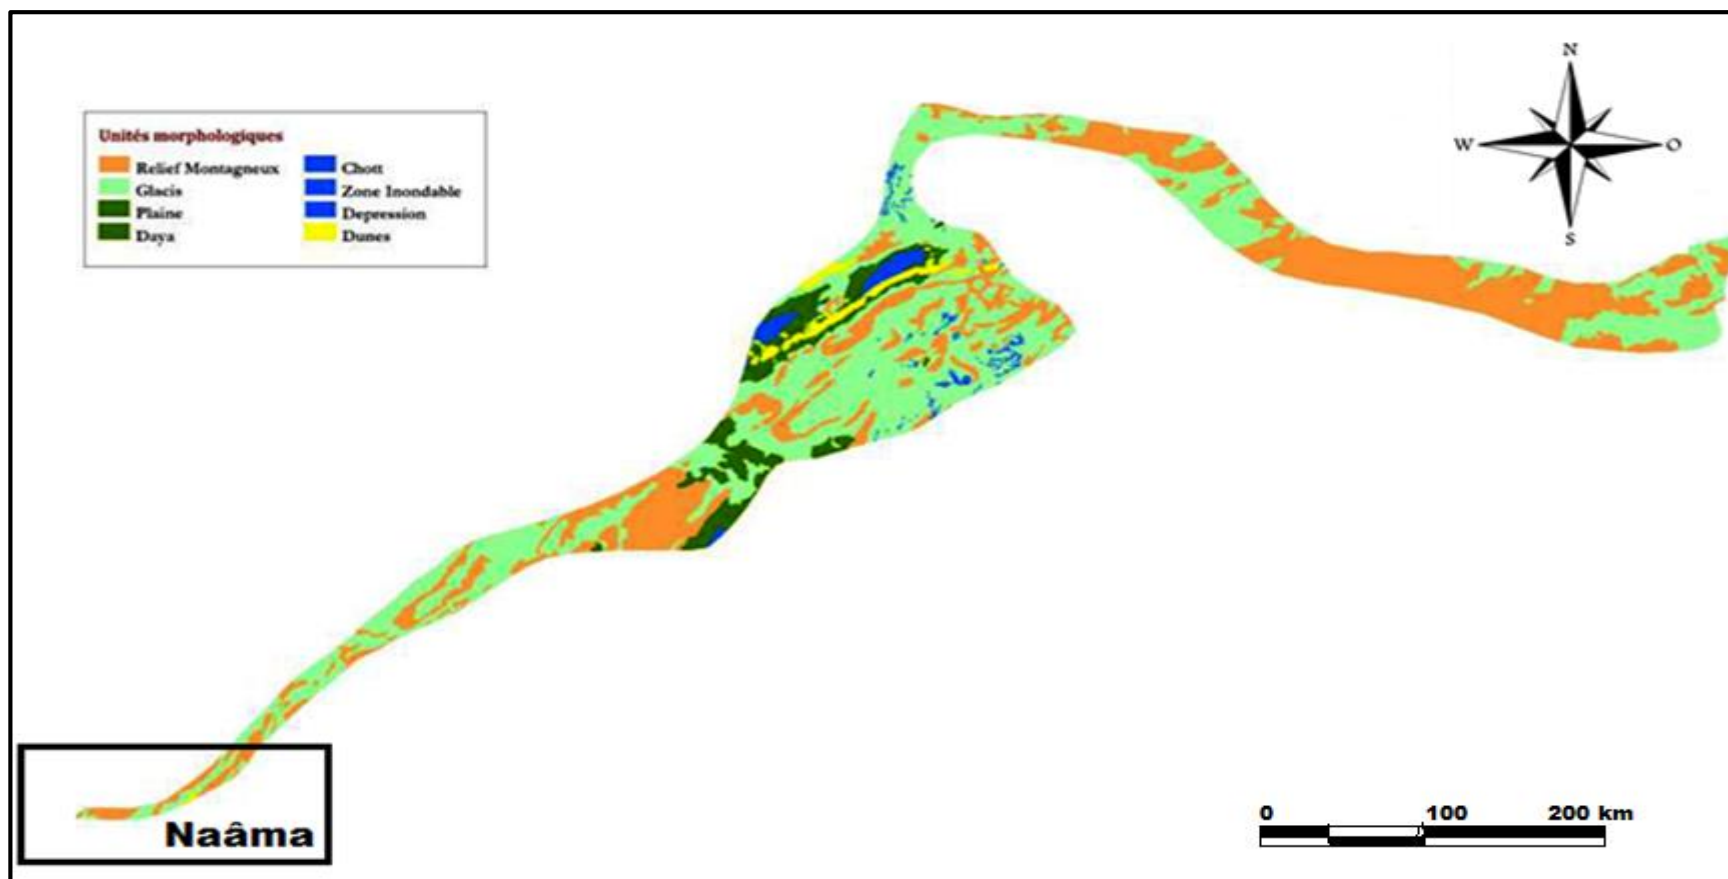 Unités morphologiques
Relief Montagneux
Glacis
Plaine
Daya
Chott
Zone Inondable
Depression
Dunes
N
W O
S
Naâma
0 100 200 km